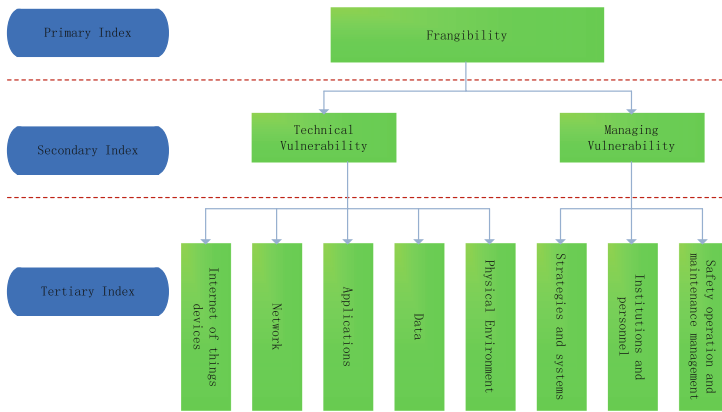 Primary Index
Frangibility
Secondary Index
Technical
Vulnerability
Managing
Vulnerability
Tertiary Index
Internet of things
devices
Network
Applications
Data
Physical Environment
Strategies and systems
Institutions and
personnel
Safety operation and
maintenance management